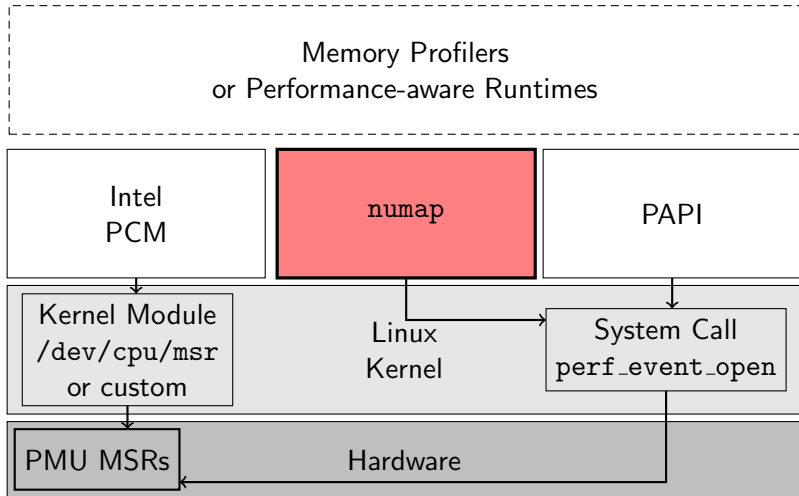 Memory Profilers
or Performance-aware Runtimes
Intel
PCM
numap
PAPI
Kernel Module
/dev/cpu/msr
or custom
Linux
Kernel
System Call
perf_event_open
PMU MSRs
Hardware